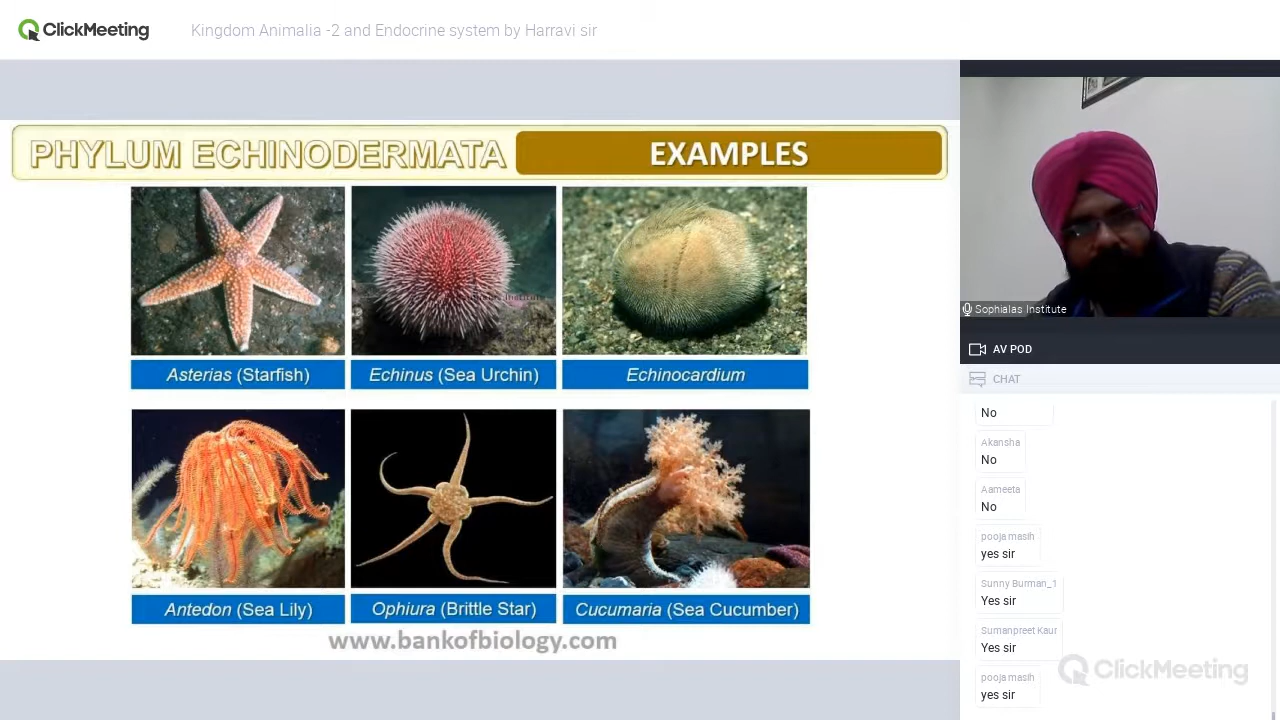 ClickMeeting
Kingdom Animalia -2 and Endocrine system by Harravi sir
PHYLUM ECHINODERMATA
EXAMPLES
Asterias (Starfish)
Echinus (Sea Urchin)
Echinocardium
Antedon (Sea Lily)
Ophiura (Brittle Star)
Cucumaria (Sea Cucumber)
www.bankofbiology.com
Sophialas Institute
AV POD
CHAT
No
Akansha
No
Aameeta
No
pooja masih
yes sir
Sunny Burman_1
Yes sir
Sumanpreet Kaur
Yes sir
pooja masih
yes sir
ClickMeeting